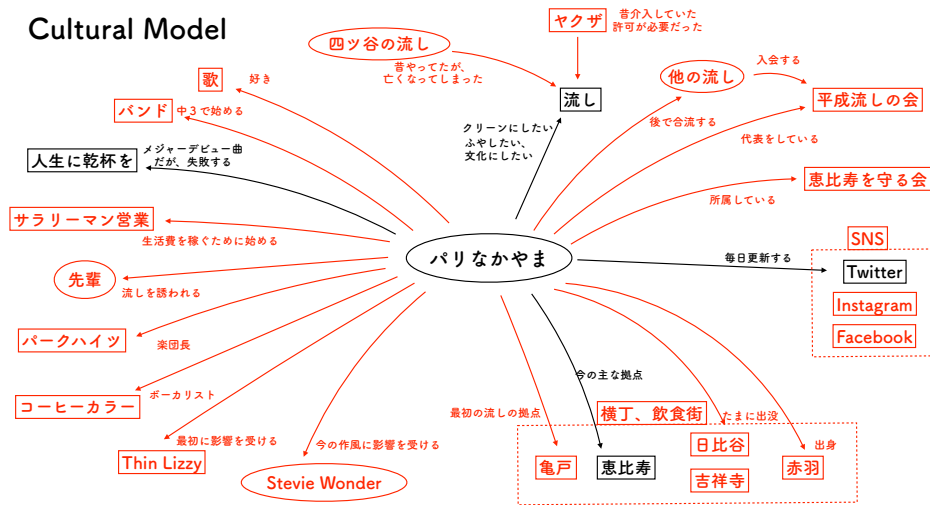 Cultural Model
ヤクザ
昔介入していた
許可が必要だった
四ツ谷の流し
昔やってたが、
亡くなってしまった
流し
他の流し
入会する
平成流しの会
歌
好き
バンド
中3で始める
人生に乾杯を
メジャーデビュー曲
だが、失敗する
クリーンにしたい
ふやしたい、
文化にしたい
後で合流する
代表をしている
恵比寿を守る会
所属している
サラリーマン営業
生活費を稼ぐために始める
パリなかやま
毎日更新する
SNS
Twitter
Instagram
Facebook
先輩
流しを誘われる
パークハイツ
楽団長
コーヒーカラー
ボーカリスト
Thin Lizzy
最初に影響を受ける
Stevie Wonder
今の作風に影響を受ける
今の主な拠点
最初の流しの拠点
横丁、飲食街
たまに出没
出身
亀戸
恵比寿
日比谷
吉祥寺
赤羽